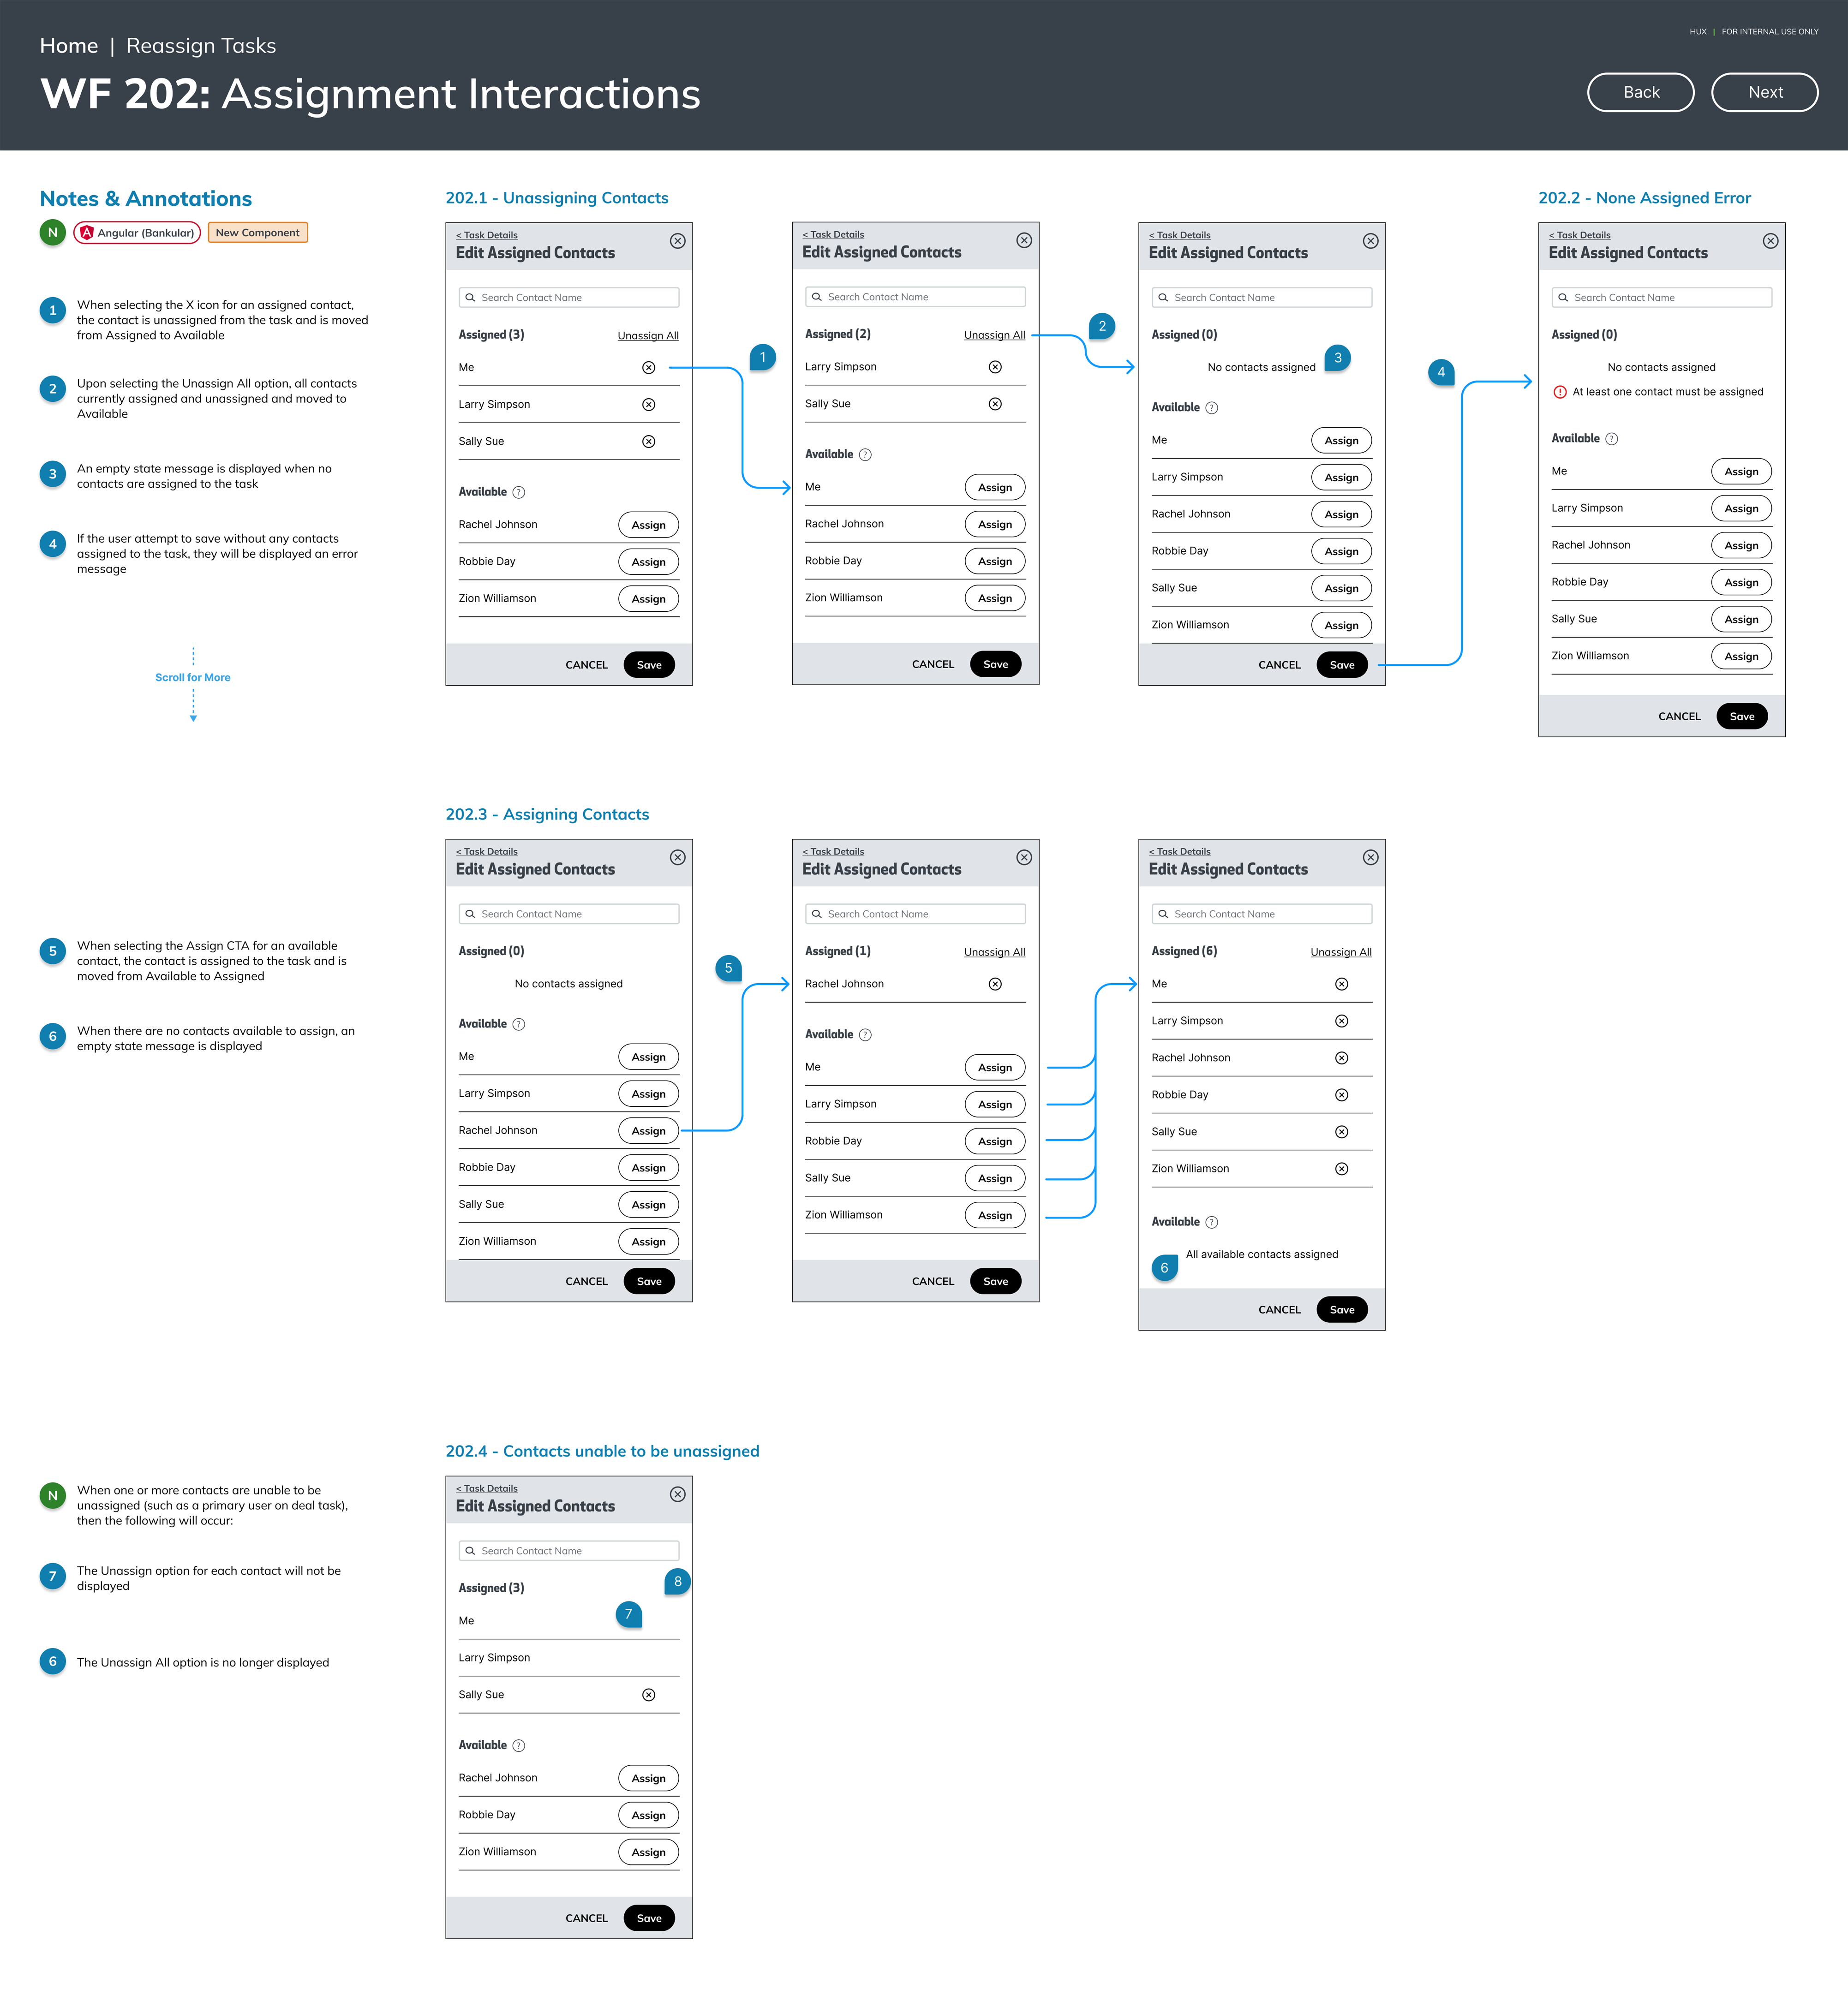 Home | Reassign Tasks
HUX | FOR INTERNAL USE ONLY
WF 202: Assignment Interactions
Back
Next
Notes & Annotations
N
Angular (Bankular)
New Component
1
When selecting the X icon for an assigned contact,
the contact is unassigned from the task and is moved
from Assigned to Available
2
Upon selecting the Unassign All option, all contacts
currently assigned and unassigned and moved to
Available
3
An empty state message is displayed when no
contacts are assigned to the task
4
If the user attempt to save without any contacts
assigned to the task, they will be displayed an error
message
Scroll for More
202.1 - Unassigning Contacts
< Task Details
Edit Assigned Contacts
Search Contact Name
Assigned (3)
Unassign All
Me
Larry Simpson
Sally Sue
Available ?
Rachel Johnson
Assign
Robbie Day
Assign
Zion Williamson
Assign
CANCEL
Save
1
< Task Details
Edit Assigned Contacts
Search Contact Name
Assigned (2)
Unassign All
Larry Simpson
Sally Sue
Available ?
Me
Assign
Rachel Johnson
Assign
Robbie Day
Assign
Zion Williamson
Assign
CANCEL
Save
2
< Task Details
Edit Assigned Contacts
Search Contact Name
Assigned (0)
No contacts assigned
3
Available ?
Me
Assign
Larry Simpson
Assign
Rachel Johnson
Assign
Robbie Day
Assign
Sally Sue
Assign
Zion Williamson
Assign
CANCEL
Save
4
202.2 - None Assigned Error
< Task Details
Edit Assigned Contacts
Search Contact Name
Assigned (0)
No contacts assigned
! At least one contact must be assigned
Available ?
Me
Assign
Larry Simpson
Assign
Rachel Johnson
Assign
Robbie Day
Assign
Sally Sue
Assign
Zion Williamson
Assign
CANCEL
Save
5
When selecting the Assign CTA for an available
contact, the contact is assigned to the task and is
moved from Available to Assigned
6
When there are no contacts available to assign, an
empty state message is displayed
202.3 - Assigning Contacts
< Task Details
Edit Assigned Contacts
Search Contact Name
Assigned (0)
No contacts assigned
Available ?
Me
Assign
Larry Simpson
Assign
Rachel Johnson
Assign
Robbie Day
Assign
Sally Sue
Assign
Zion Williamson
Assign
CANCEL
Save
5
< Task Details
Edit Assigned Contacts
Search Contact Name
Assigned (1)
Unassign All
Rachel Johnson
Available ?
Me
Assign
Larry Simpson
Assign
Robbie Day
Assign
Sally Sue
Assign
Zion Williamson
Assign
CANCEL
Save
< Task Details
Edit Assigned Contacts
Search Contact Name
Assigned (6)
Unassign All
Me
Larry Simpson
Rachel Johnson
Robbie Day
Sally Sue
Zion Williamson
Available ?
All available contacts assigned
6
CANCEL
Save
N
When one or more contacts are unable to be
unassigned (such as a primary user on deal task),
then the following will occur:
7
The Unassign option for each contact will not be
displayed
6
The Unassign All option is no longer displayed
202.4 - Contacts unable to be unassigned
< Task Details
Edit Assigned Contacts
Search Contact Name
8
Assigned (3)
7
Me
Larry Simpson
Sally Sue
Available ?
Rachel Johnson
Assign
Robbie Day
Assign
Zion Williamson
Assign
CANCEL
Save